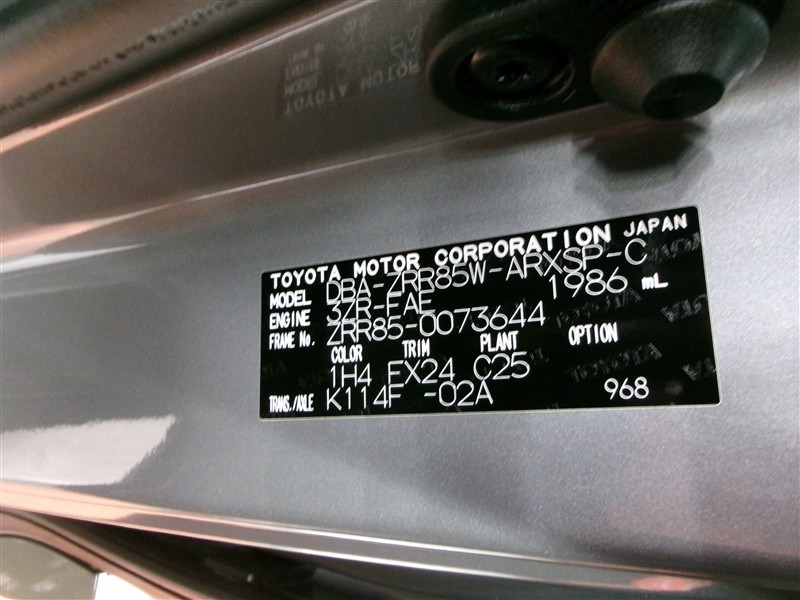 TOYOTA MOTOR CORPORATION JAPAN
MODEL DBA-ZRR85W-ARXSP-C
ENGINE 3ZR-FAE 1986 mL
FRAME No. ZRR85-0073644
COLOR TRIM PLANT OPTION
1H4 FX24 C25
TRANS./AXLE K114F -02A 968